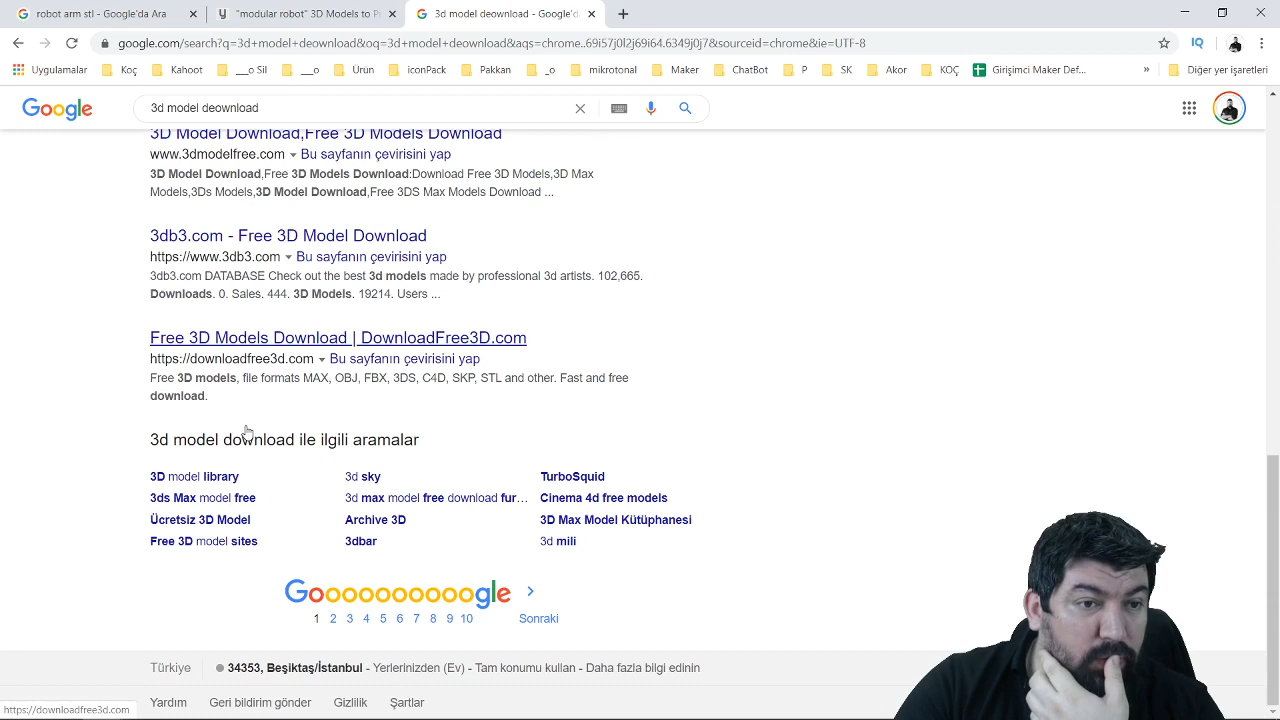 robot arm stl - Google'da Ara
"modular robot" 3D Models to P
3d model deownload - Google'da
google.com/search?q=3d+model+deownload&oq=3d+model+deownload&aqs=chrome..69i57j0l2j69i64.6349j0j7&sourceid=chrome&ie=UTF-8
IQ
Uygulamalar Koç Kahoot ___o Sil ___o Ürün iconPack Pakkan _o mikrotonal Maker ChatBot P SK Akor KOÇ Girişimci Maker Def... » Diğer yer işaretleri
Google
3d model deownload
3D Model Download,Free 3D Models Download
www.3dmodelfree.com Bu sayfanın çevirisini yap
3D Model Download,Free 3D Models Download:Download Free 3D Models,3D Max
Models,3Ds Models,3D Model Download,Free 3DS Max Models Download ...
3db3.com - Free 3D Model Download
https://www.3db3.com Bu sayfanın çevirisini yap
3db3.com DATABASE Check out the best 3d models made by professional 3d artists. 102,665.
Downloads. 0. Sales. 444. 3D Models. 19214. Users ...
Free 3D Models Download | DownloadFree3D.com
https://downloadfree3d.com Bu sayfanın çevirisini yap
Free 3D models, file formats MAX, OBJ, FBX, 3DS, C4D, SKP, STL and other. Fast and free
download.
3d model download ile ilgili aramalar
3D model library 3d sky TurboSquid
3ds Max model free 3d max model free download fur... Cinema 4d free models
Ücretsiz 3D Model Archive 3D 3D Max Model Kütüphanesi
Free 3D model sites 3dbar 3d mili
Goooooooooogle
1 2 3 4 5 6 7 8 9 10 Sonraki
Türkiye 34353, Beşiktaş/İstanbul - Yerlerinizden (Ev) - Tam konumu kullan - Daha fazla bilgi edinin
Yardım Geri bildirim gönder Gizlilik Şartlar
https://downloadfree3d.com